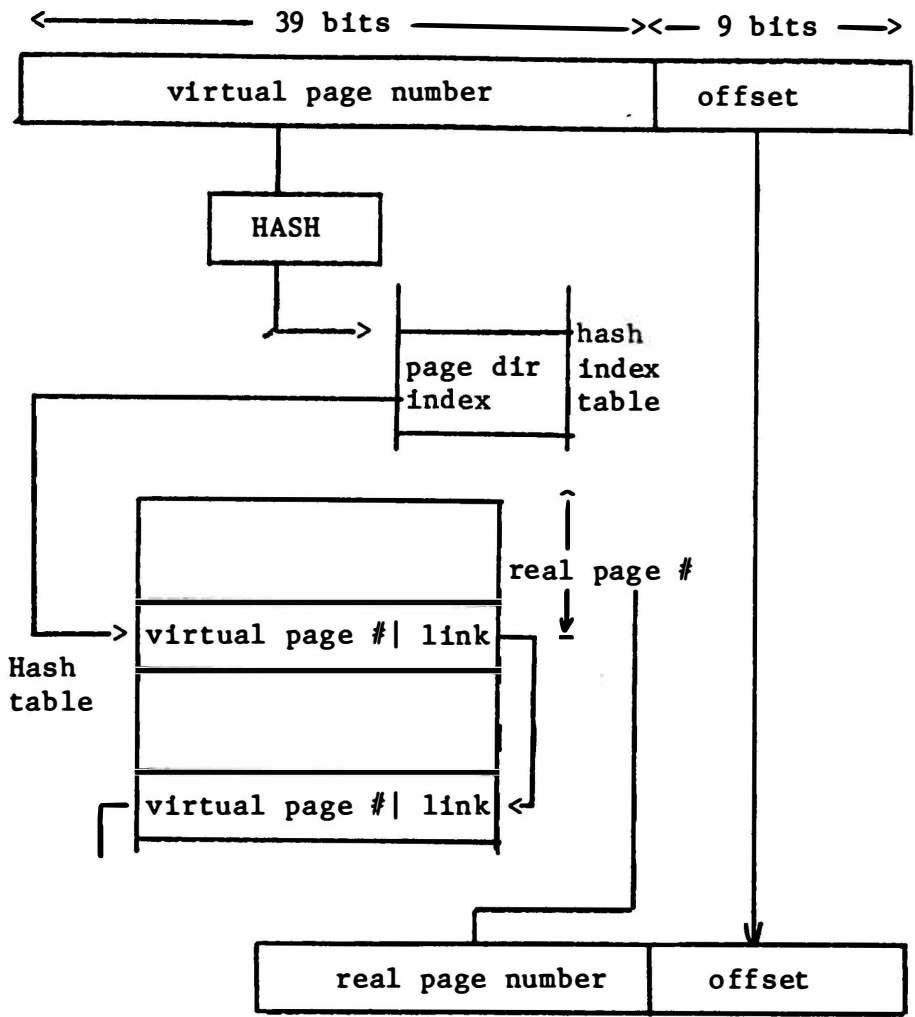 39 bits
9 bits
virtual page number
offset
HASH
hash
index
table
page dir
index
real page #
virtual page #| link
Hash
table
virtual page #| link
real page number
offset